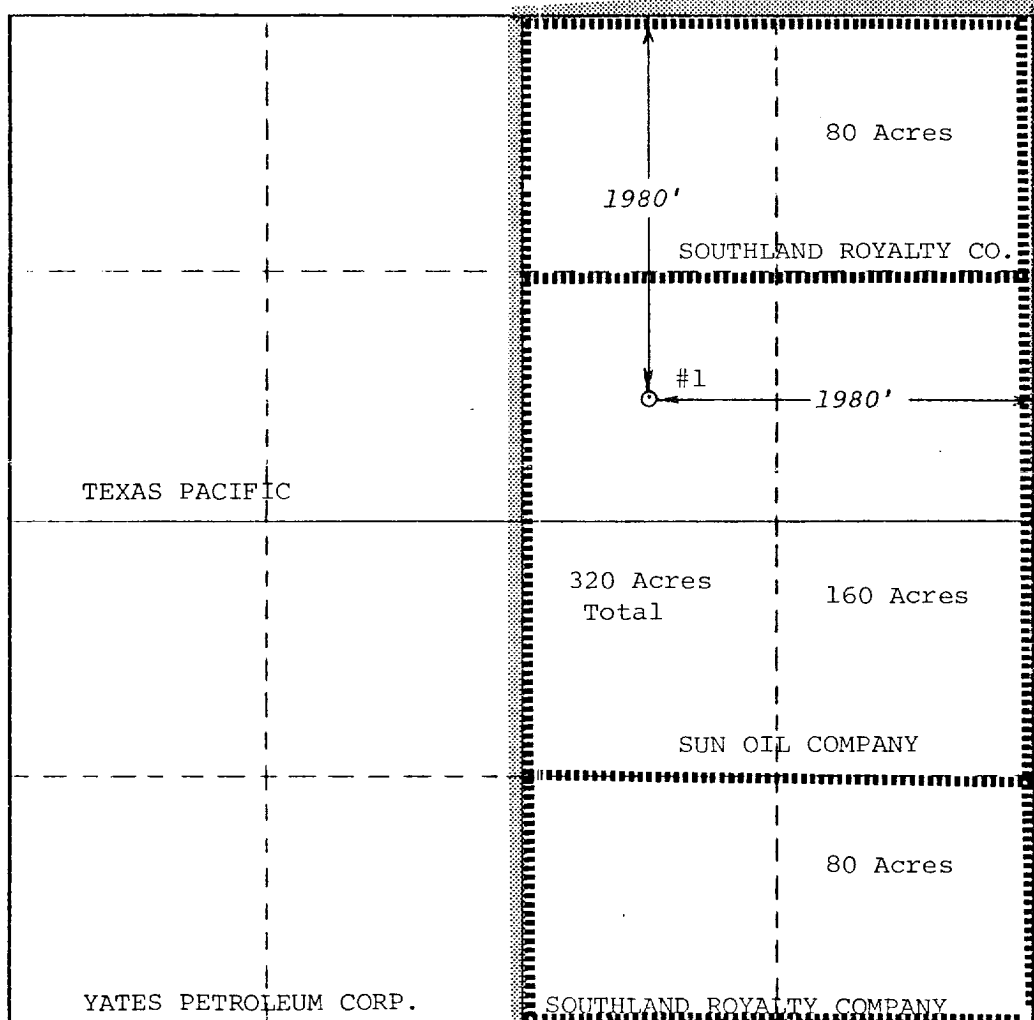 80 Acres
1980'
SOUTHLAND ROYALTY CO.
#1
1980'
TEXAS PACIFIC
320 Acres
Total
160 Acres
SUN OIL COMPANY
80 Acres
YATES PETROLEUM CORP.
SOUTHLAND ROYALTY COMPANY